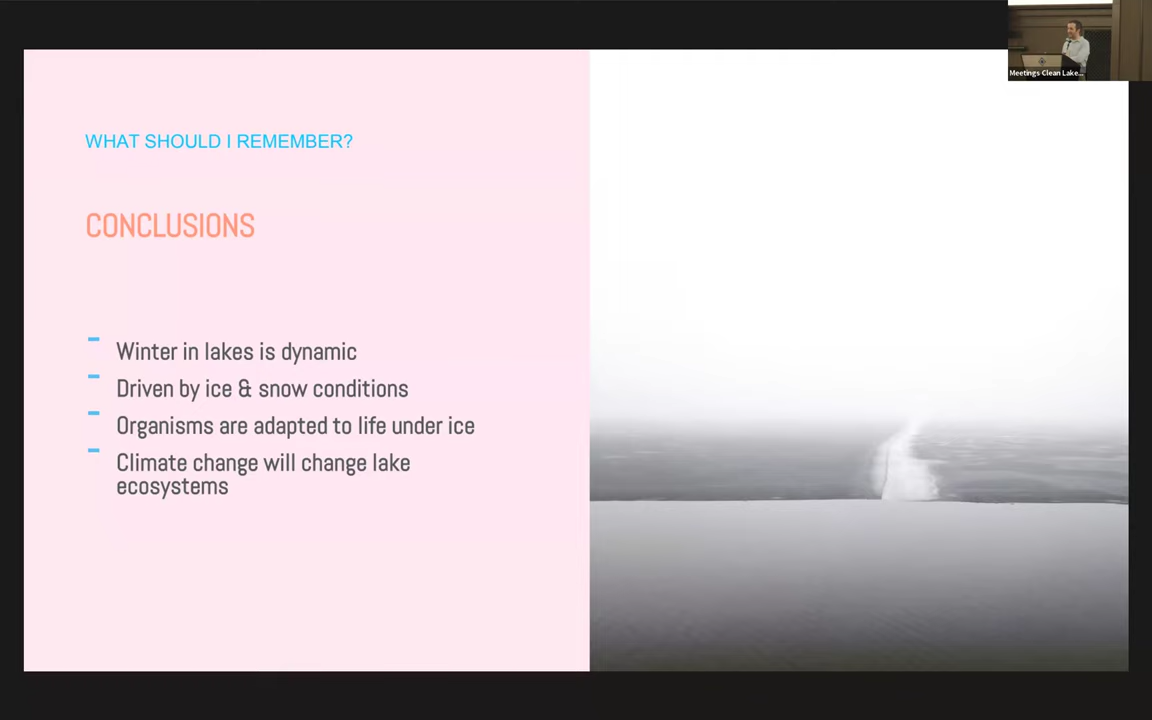 Meetings Clean Lake...
WHAT SHOULD I REMEMBER?
CONCLUSIONS
- Winter in lakes is dynamic
- Driven by ice & snow conditions
- Organisms are adapted to life under ice
- Climate change will change lake
ecosystems